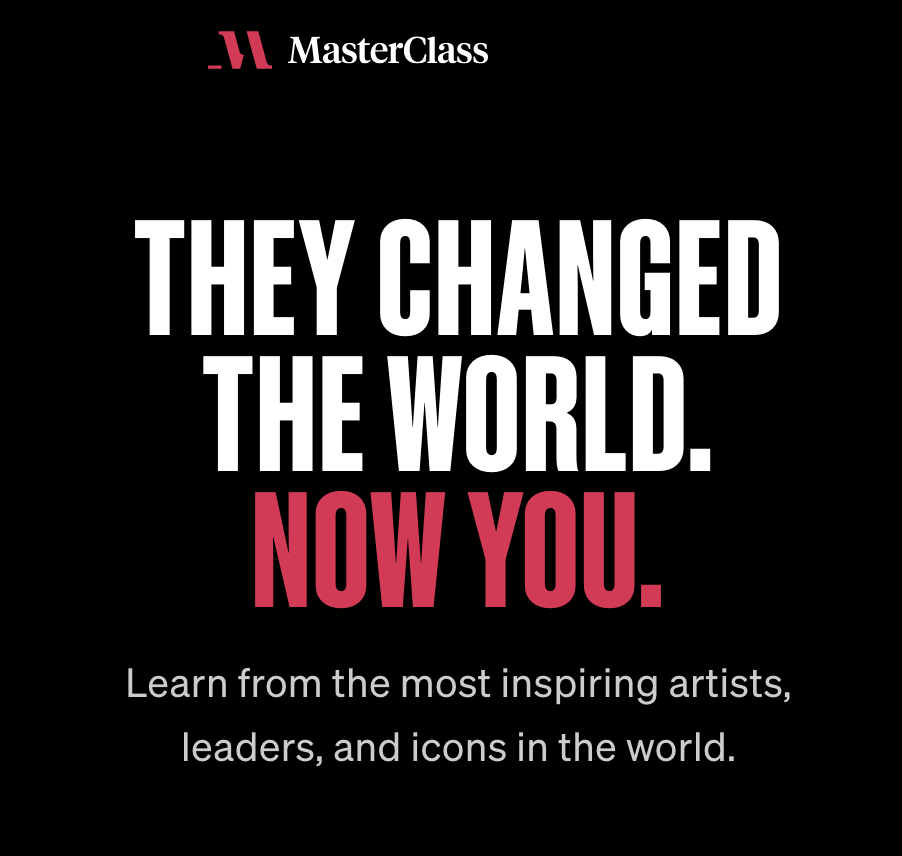 MasterClass
THEY CHANGED
THE WORLD.
NOW YOU.
Learn from the most inspiring artists,
leaders, and icons in the world.